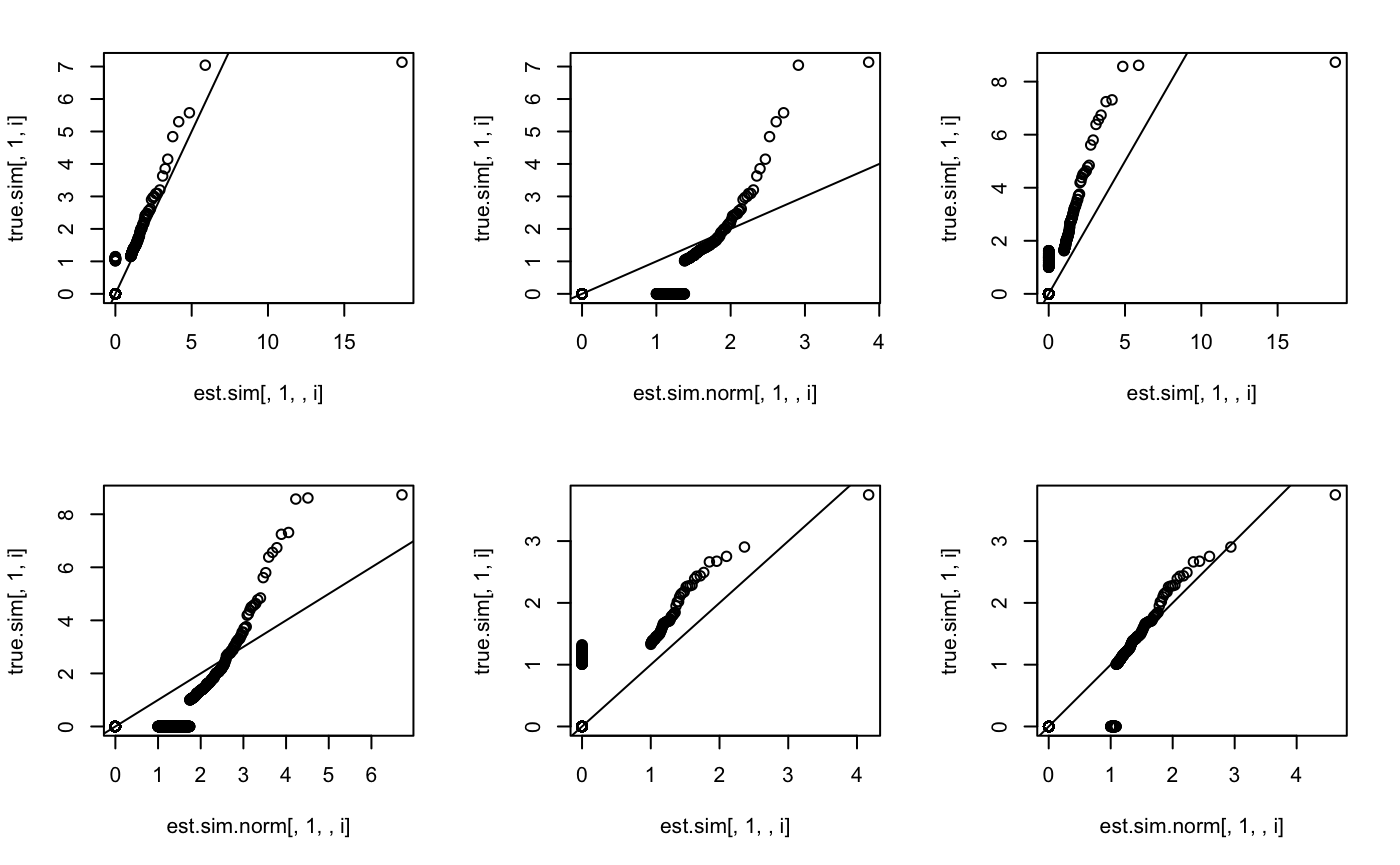 true.sim[, 1, i]
7
6
5
4
3
2
1
0
0 5 10 15
est.sim[, 1, , i]
true.sim[, 1, i]
7
6
5
4
3
2
1
0
0 1 2 3 4
est.sim.norm[, 1, , i]
true.sim[, 1, i]
8
6
4
2
0
0 5 10 15
est.sim[, 1, , i]
true.sim[, 1, i]
8
6
4
2
0
0 1 2 3 4 5 6
est.sim.norm[, 1, , i]
true.sim[, 1, i]
3
2
1
0
0 1 2 3 4
est.sim[, 1, , i]
true.sim[, 1, i]
3
2
1
0
0 1 2 3 4
est.sim.norm[, 1, , i]